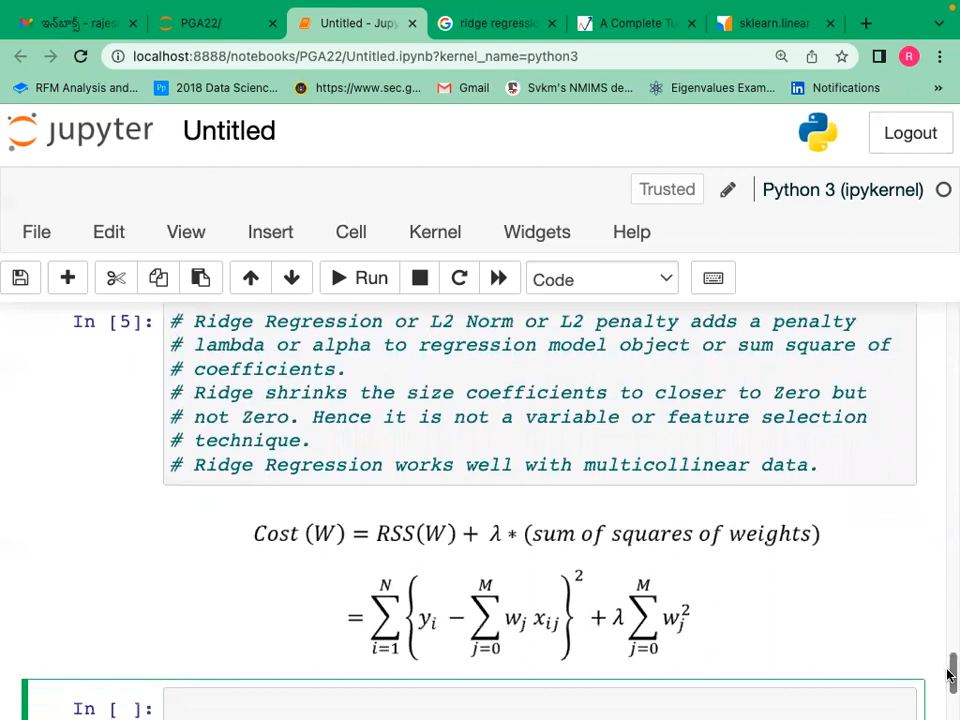 ఇన్‌బాక్స్ - rajes
PGA22/
Untitled - Jupy
ridge regressi
A Complete Tu
sklearn.linear
localhost:8888/notebooks/PGA22/Untitled.ipynb?kernel_name=python3
R
RFM Analysis and...
2018 Data Scienc...
https://www.sec.g...
Gmail
Svkm's NMIMS de...
Eigenvalues Exam...
Notifications
»
jupyter Untitled
Logout
Trusted
Python 3 (ipykernel)
File Edit View Insert Cell Kernel Widgets Help
Run
Code
In [5]:
# Ridge Regression or L2 Norm or L2 penalty adds a penalty
# lambda or alpha to regression model object or sum square of
# coefficients.
# Ridge shrinks the size coefficients to closer to Zero but
# not Zero. Hence it is not a variable or feature selection
# technique.
# Ridge Regression works well with multicollinear data.
Cost (W) = RSS(W) + λ * (sum of squares of weights)
= ∑_{i=1}^{N} { y_i − ∑_{j=0}^{M} w_j x_{ij} }^2 + λ ∑_{j=0}^{M} w_j^2
In [ ]: